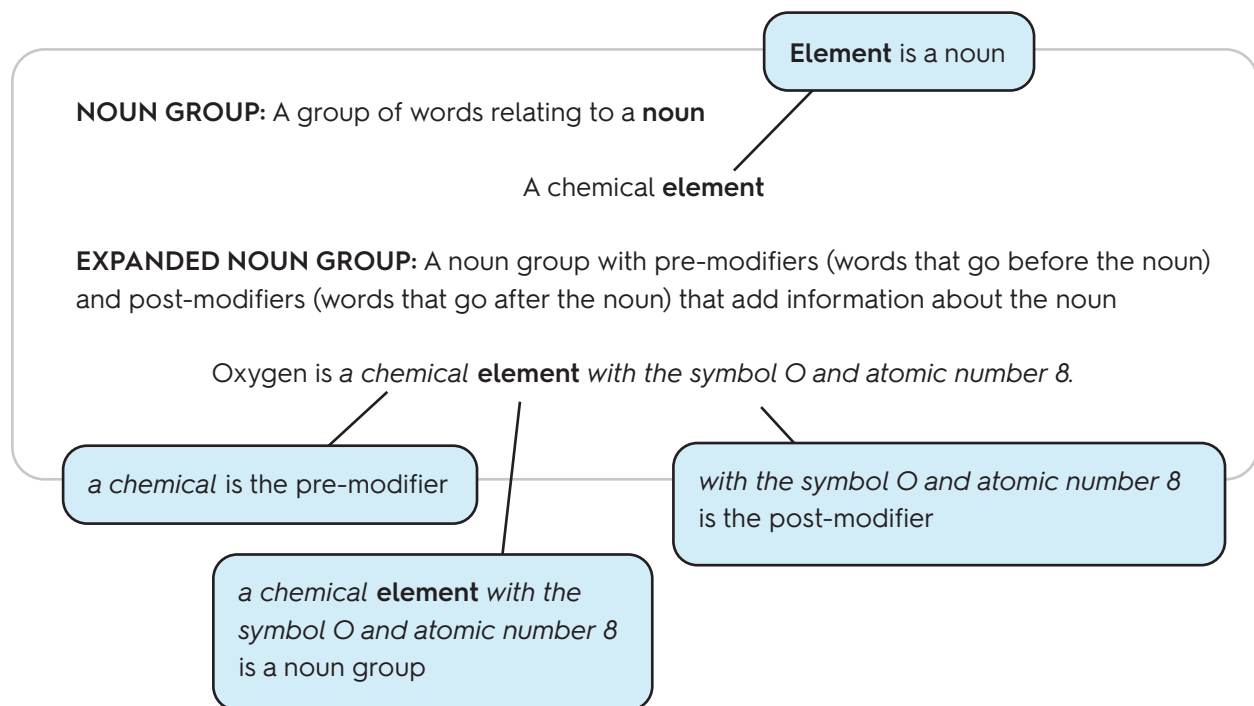 Element is a noun
NOUN GROUP: A group of words relating to a noun
A chemical element
EXPANDED NOUN GROUP: A noun group with pre-modifiers (words that go before the noun)
and post-modifiers (words that go after the noun) that add information about the noun
Oxygen is a chemical element with the symbol O and atomic number 8.
a chemical is the pre-modifier
with the symbol O and atomic number 8
is the post-modifier
a chemical element with the
symbol O and atomic number 8
is a noun group